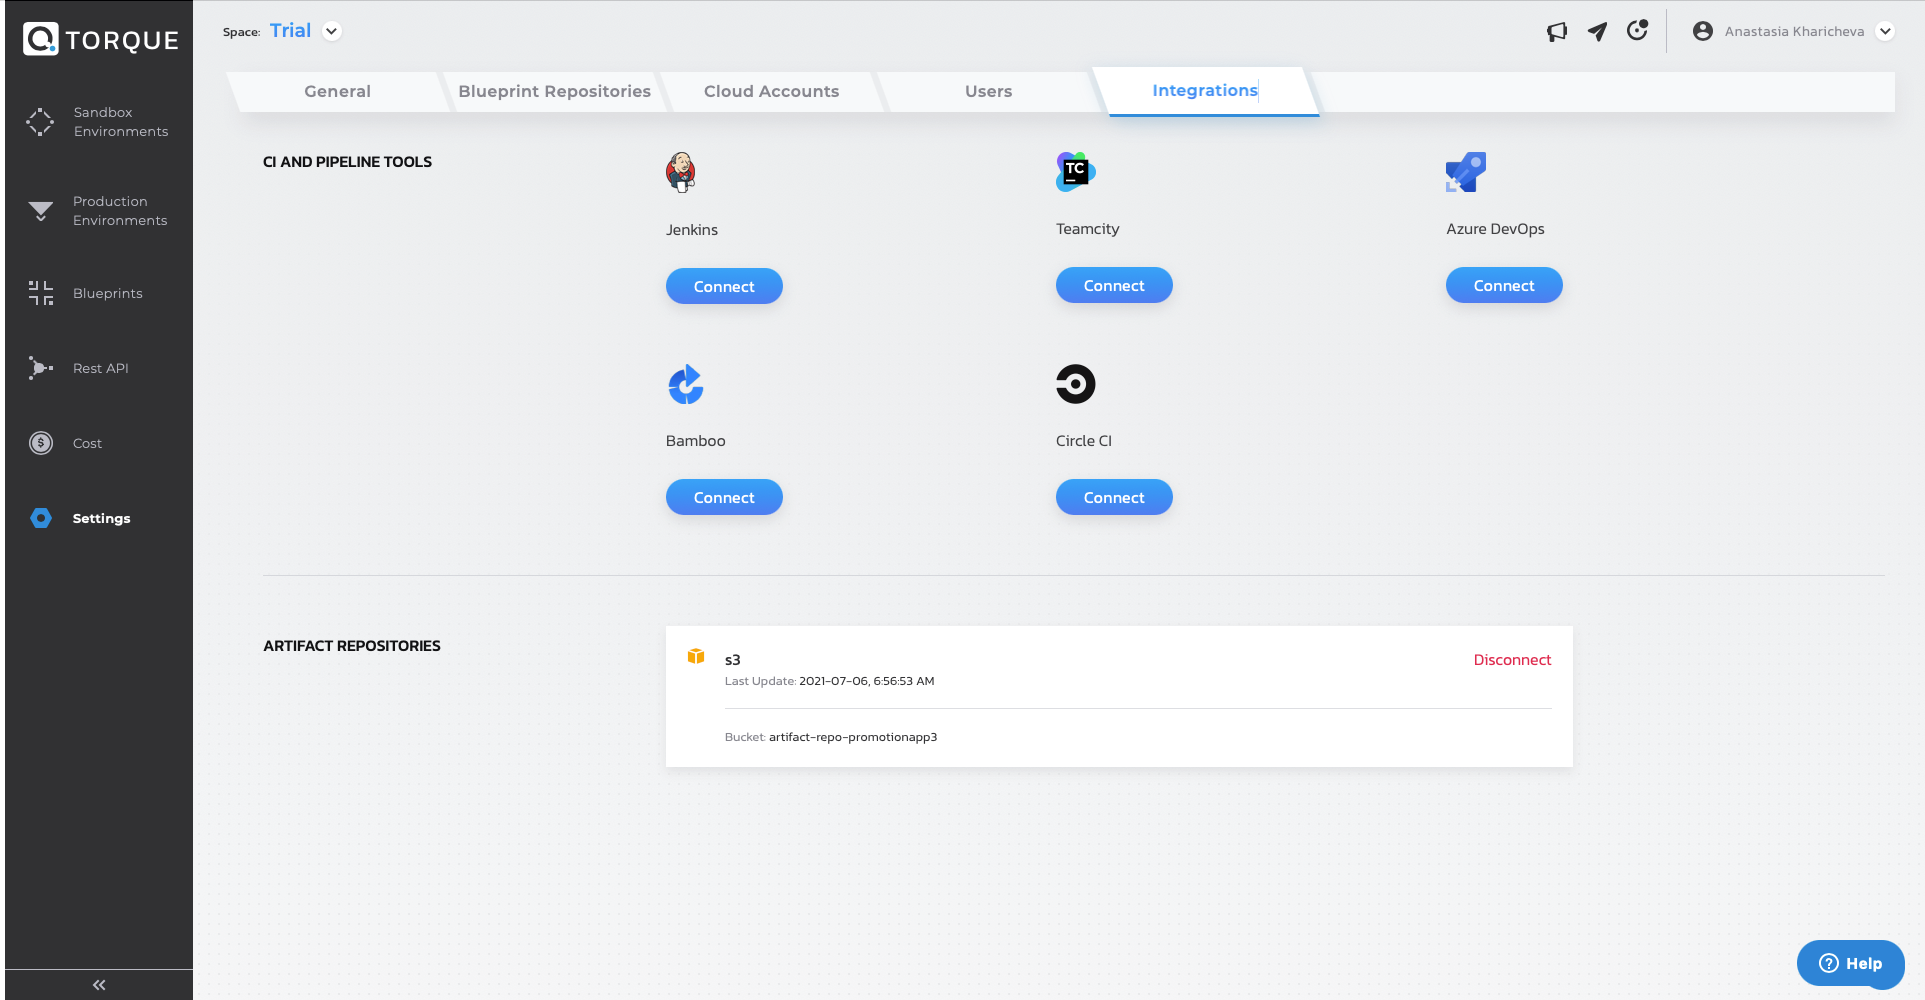 TORQUE
Space: Trial
Anastasia Kharicheva
General
Blueprint Repositories
Cloud Accounts
Users
Integrations
Sandbox
Environments
Production
Environments
Blueprints
Rest API
Cost
Settings
CI AND PIPELINE TOOLS
TC
Jenkins
Teamcity
Azure DevOps
Connect
Connect
Connect
Bamboo
Circle CI
Connect
Connect
ARTIFACT REPOSITORIES
s3
Disconnect
Last Update: 2021-07-06, 6:56:53 AM
Bucket: artifact-repo-promotionapp3
Help